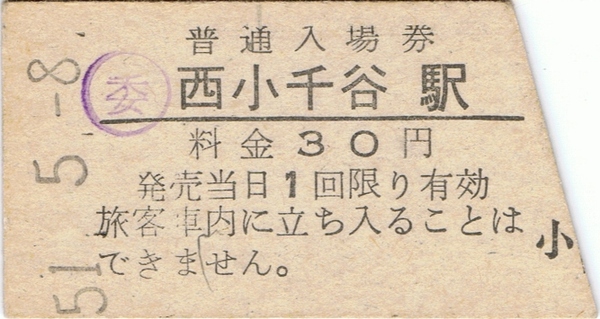 普通入場券
委 西小千谷駅
料金30円
発売当日1回限り有効
旅客車内に立ち入ることは
できません。
小
51.5.-8